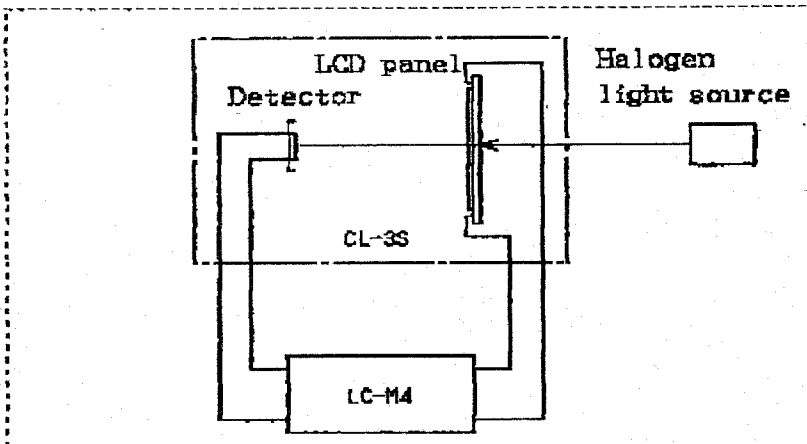 LCD panel
Halogen
light source
Detector
CL-3S
LC-M4